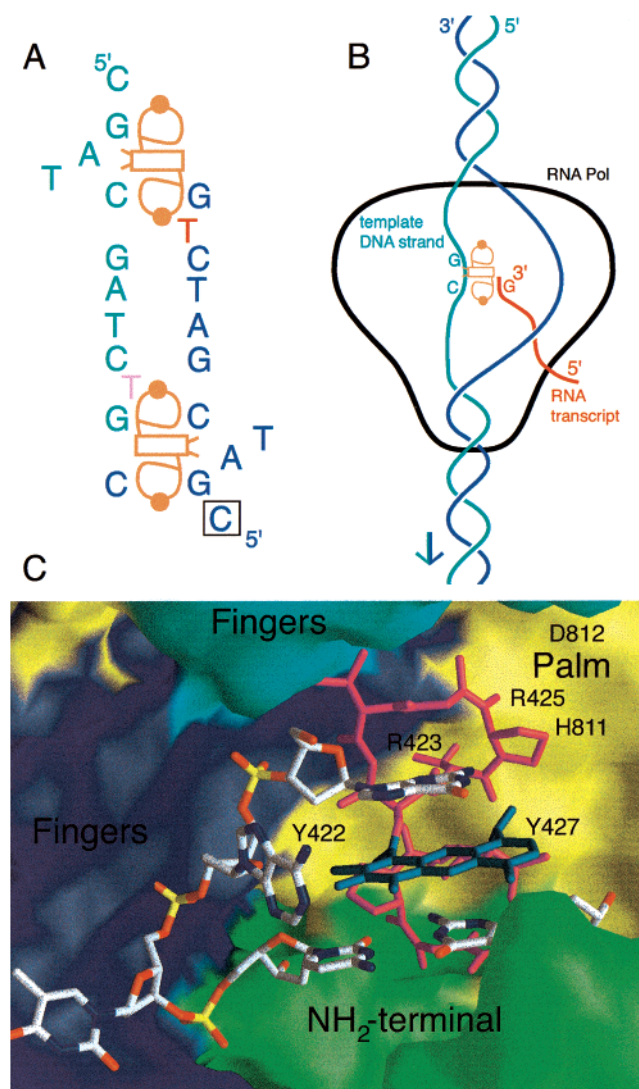 A
5'C
G
A
T
C
G
T
G
C
A
T
T
A
C
G
T
G
C
C
A
T
G
C 5'
B
3' 5'
RNA Pol
template
DNA strand
G
C
G 3'
5'
RNA
transcript
C
Fingers
D812
Palm
R425
R423
H811
Fingers
Y422
Y427
NH2-terminal